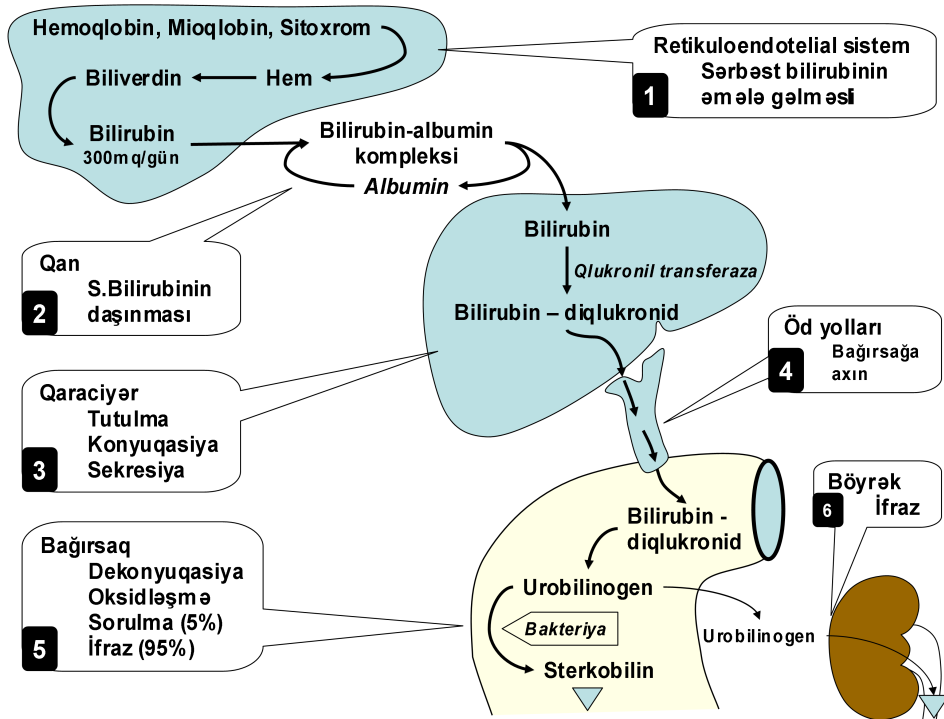 Hemoqlobin, Mioqlobin, Sitoxrom
Biliverdin
Hem
Bilirubin
300mq/gün
Retikuloendotelial sistem
Sərbəst bilirubinin
əmələ gəlməsli
1
Bilirubin-albumin
kompleksi
Albumin
Qan
S.Bilirubinin
daşınması
2
Bilirubin
Qlukronil transferaza
Bilirubin – diqlukronid
Qaraciyər
Tutulma
Konyuqasiya
Sekresiya
3
Öd yolları
Bağırsağa
axın
4
Bağırsaq
Dekonyuqasiya
Oksidləşmə
Sorulma (5%)
İfraz (95%)
5
Bilirubin -
diqlukronid
Urobilinogen
Bakteriya
Sterkobilin
Urobilinogen
Böyrək
İfraz
6